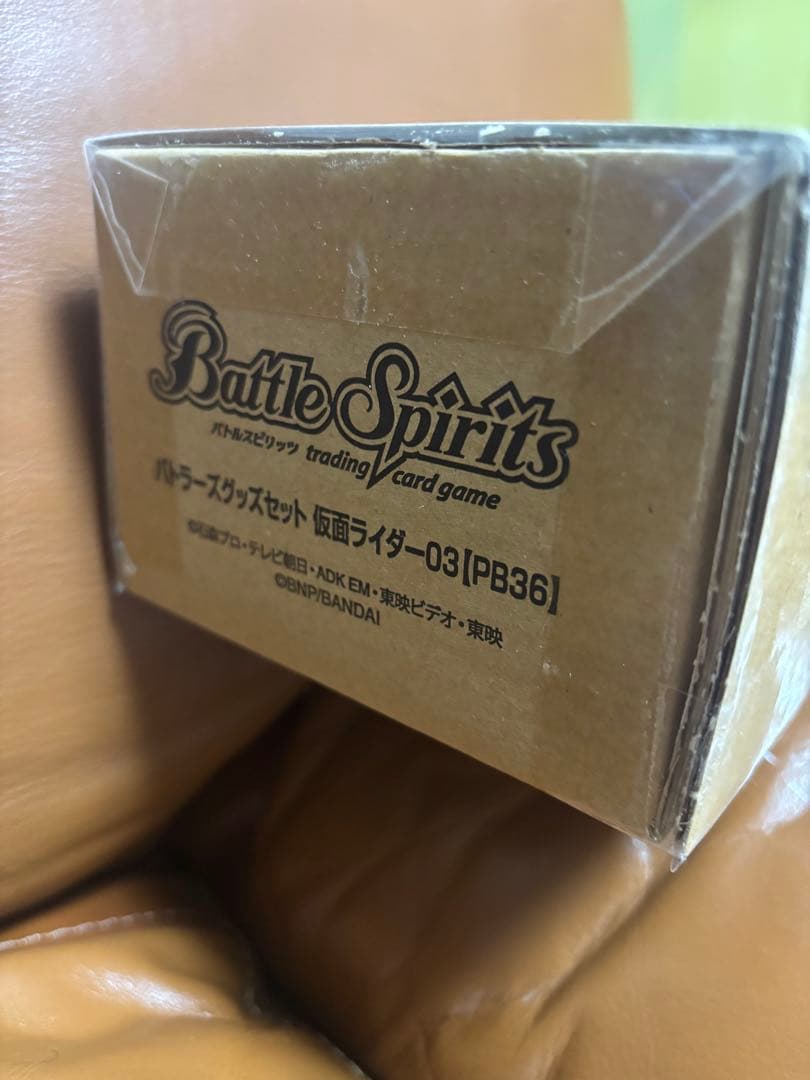 Battle Spirits
バトルスピリッツ trading card game
バトラーズグッズセット 仮面ライダー03【PB36】
©石森プロ・テレビ朝日・ADK EM・東映ビデオ・東映
©BNP/BANDAI